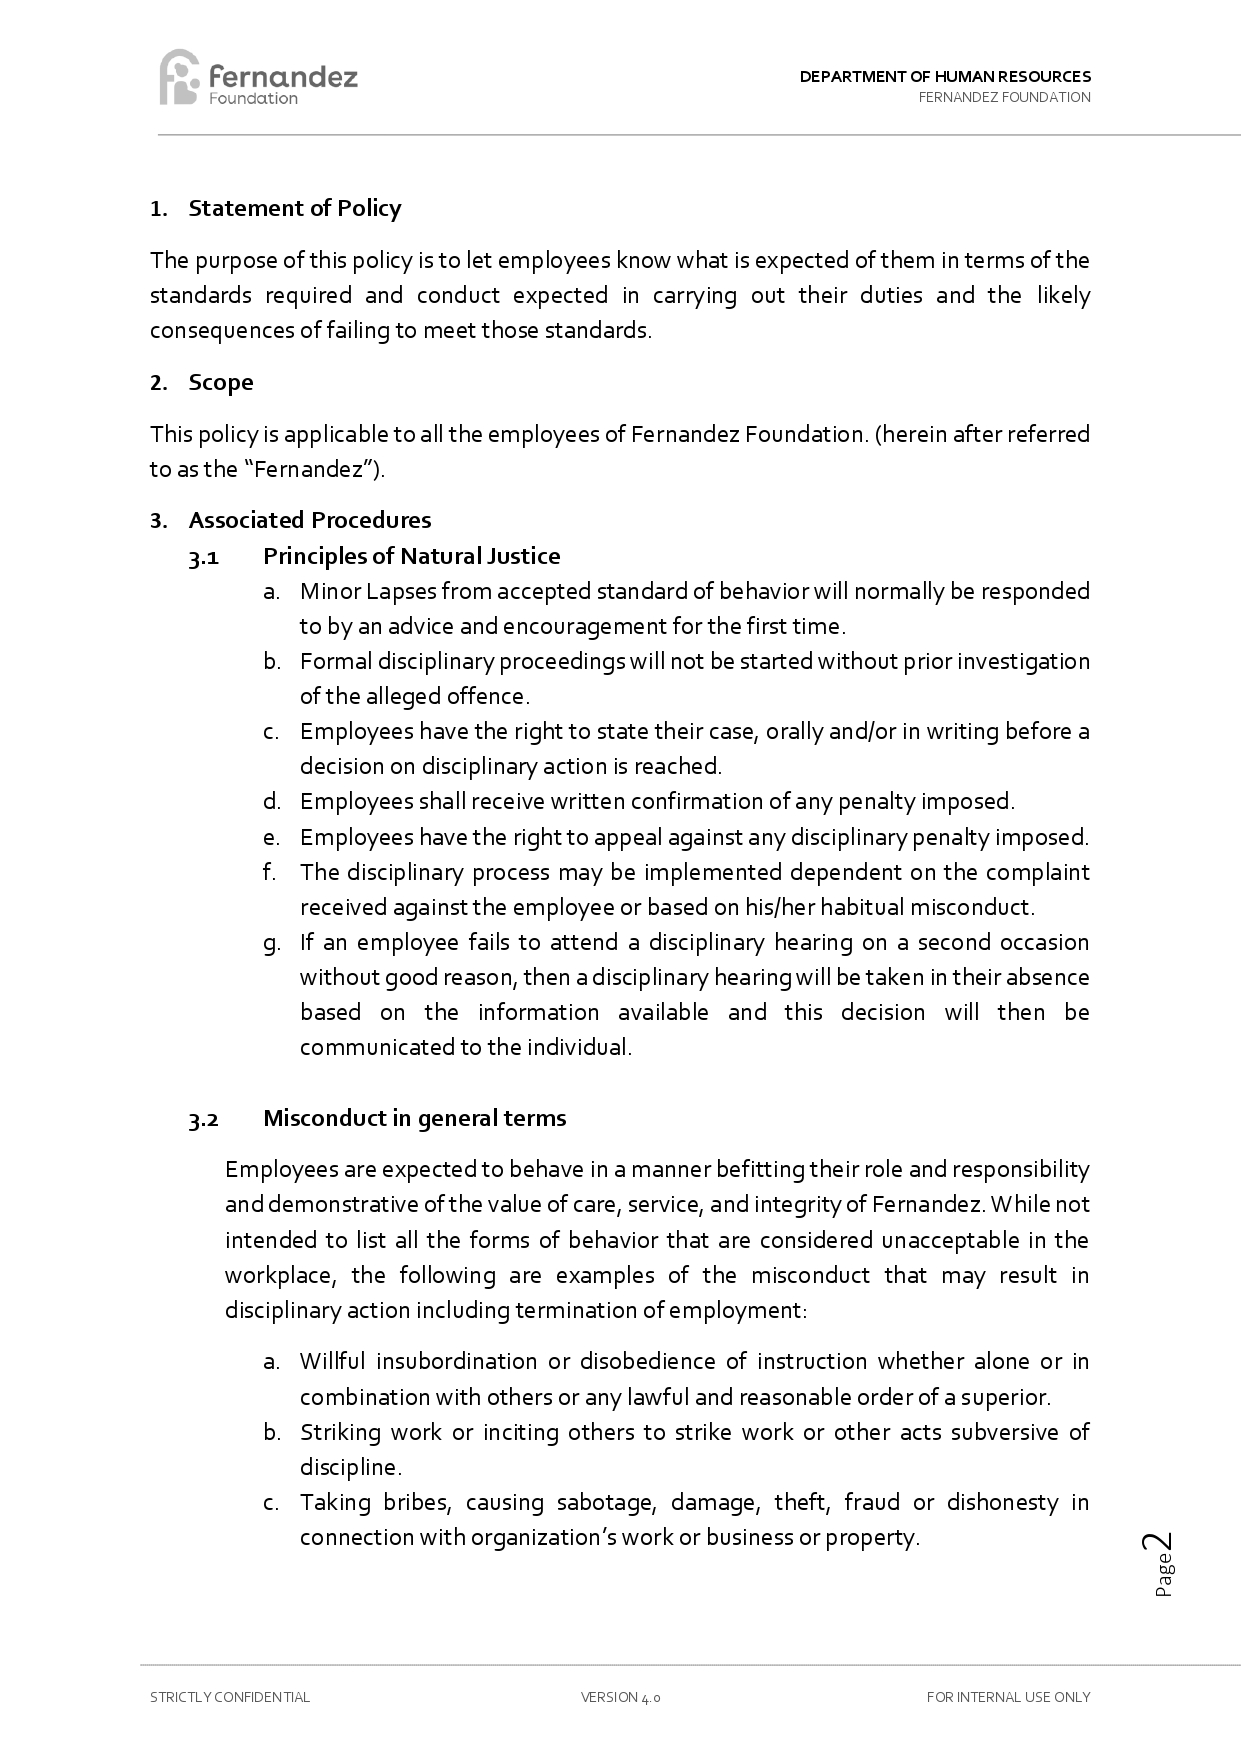 fernandez
Foundation
DEPARTMENT OF HUMAN RESOURCES
FERNANDEZ FOUNDATION
1. Statement of Policy
The purpose of this policy is to let employees know what is expected of them in terms of the
standards required and conduct expected in carrying out their duties and the likely
consequences of failing to meet those standards.
2. Scope
This policy is applicable to all the employees of Fernandez Foundation. (herein after referred
to as the “Fernandez”).
3. Associated Procedures
3.1 Principles of Natural Justice
a. Minor Lapses from accepted standard of behavior will normally be responded
to by an advice and encouragement for the first time.
b. Formal disciplinary proceedings will not be started without prior investigation
of the alleged offence.
c. Employees have the right to state their case, orally and/or in writing before a
decision on disciplinary action is reached.
d. Employees shall receive written confirmation of any penalty imposed.
e. Employees have the right to appeal against any disciplinary penalty imposed.
f. The disciplinary process may be implemented dependent on the complaint
received against the employee or based on his/her habitual misconduct.
g. If an employee fails to attend a disciplinary hearing on a second occasion
without good reason, then a disciplinary hearing will be taken in their absence
based on the information available and this decision will then be
communicated to the individual.
3.2 Misconduct in general terms
Employees are expected to behave in a manner befitting their role and responsibility
and demonstrative of the value of care, service, and integrity of Fernandez. While not
intended to list all the forms of behavior that are considered unacceptable in the
workplace, the following are examples of the misconduct that may result in
disciplinary action including termination of employment:
a. Willful insubordination or disobedience of instruction whether alone or in
combination with others or any lawful and reasonable order of a superior.
b. Striking work or inciting others to strike work or other acts subversive of
discipline.
c. Taking bribes, causing sabotage, damage, theft, fraud or dishonesty in
connection with organization’s work or business or property.
Page2
STRICTLY CONFIDENTIAL
VERSION 4.0
FOR INTERNAL USE ONLY